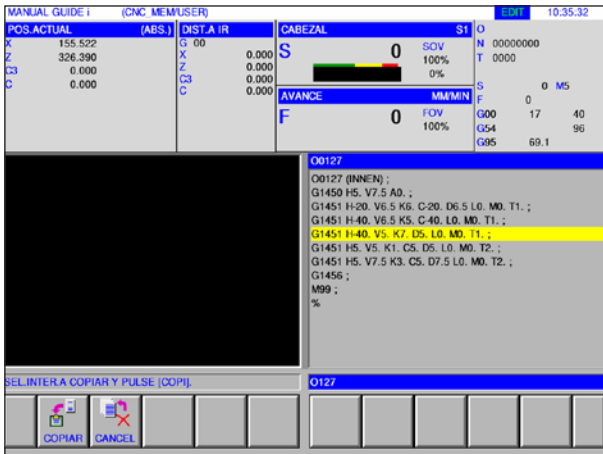 MANUAL GUIDE i (CNC_MEM/USER) EDIT 10:35:32
POS.ACTUAL (ABS.)
X 155.522
Z 326.390
C3 0.000
C 0.000
DIST.A IR
G 00
X 0.000
Z 0.000
C3 0.000
C 0.000
CABEZAL S1
S 0 SOV
100%
0%
AVANCE MM/MIN
F 0 FOV
100%
O
N 00000000
T 0000
S 0 M5
F 0
G00 17 40
G54 96
G95 69.1
O0127
O0127 (INNEN) ;
G1450 H5. V7.5 A0. ;
G1451 H-20. V6.5 K6. C-20. D6.5 L0. M0. T1. ;
G1451 H-40. V6.5 K5. C-40. L0. M0. T1. ;
G1451 H-40. V5. K7. D5. L0. M0. T1. ;
G1451 H5. V5. K1. C5. D5. L0. M0. T2. ;
G1451 H5. V7.5 K3. C5. D7.5 L0. M0. T2. ;
G1456 ;
M99 ;
%
SEL.INTER.A COPIAR Y PULSE [COPI].
O127
COPIAR
CANCEL